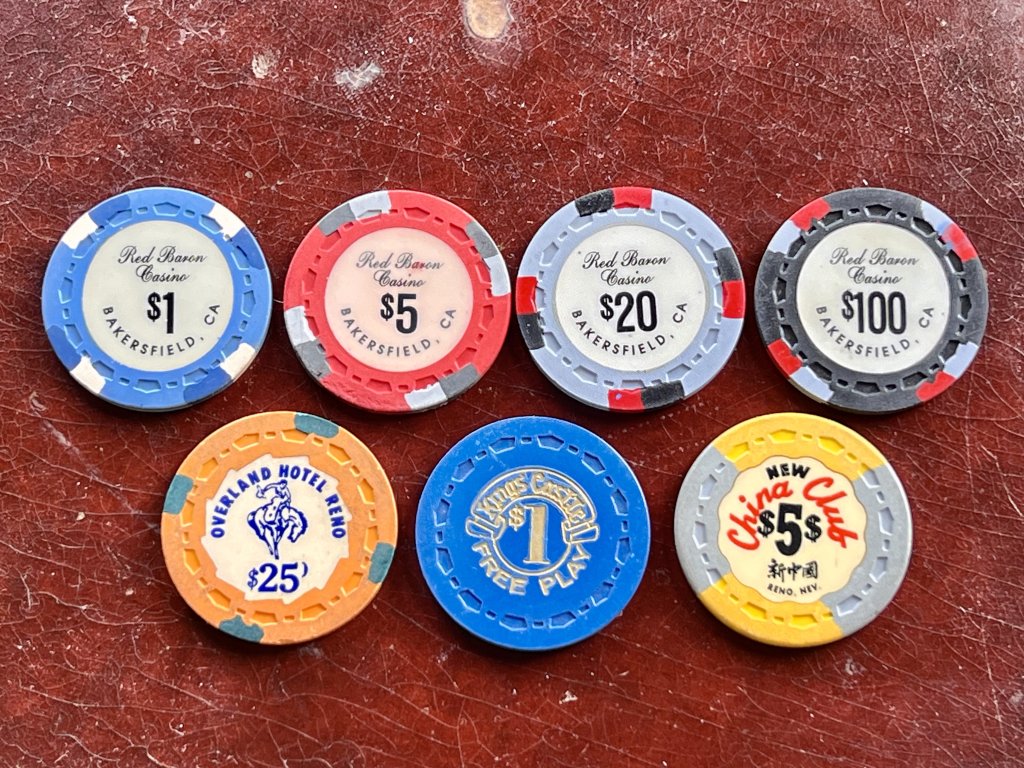 Red Baron
Casino
$1
BAKERSFIELD, CA
Red Baron
Casino
$5
BAKERSFIELD, CA
Red Baron
Casino
$20
BAKERSFIELD, CA
Red Baron
Casino
$100
BAKERSFIELD, CA
OVERLAND HOTEL RENO
$25
Kings Castle
$1
FREE PLAY
NEW
China Club
$5$
新中國
RENO, NEV.